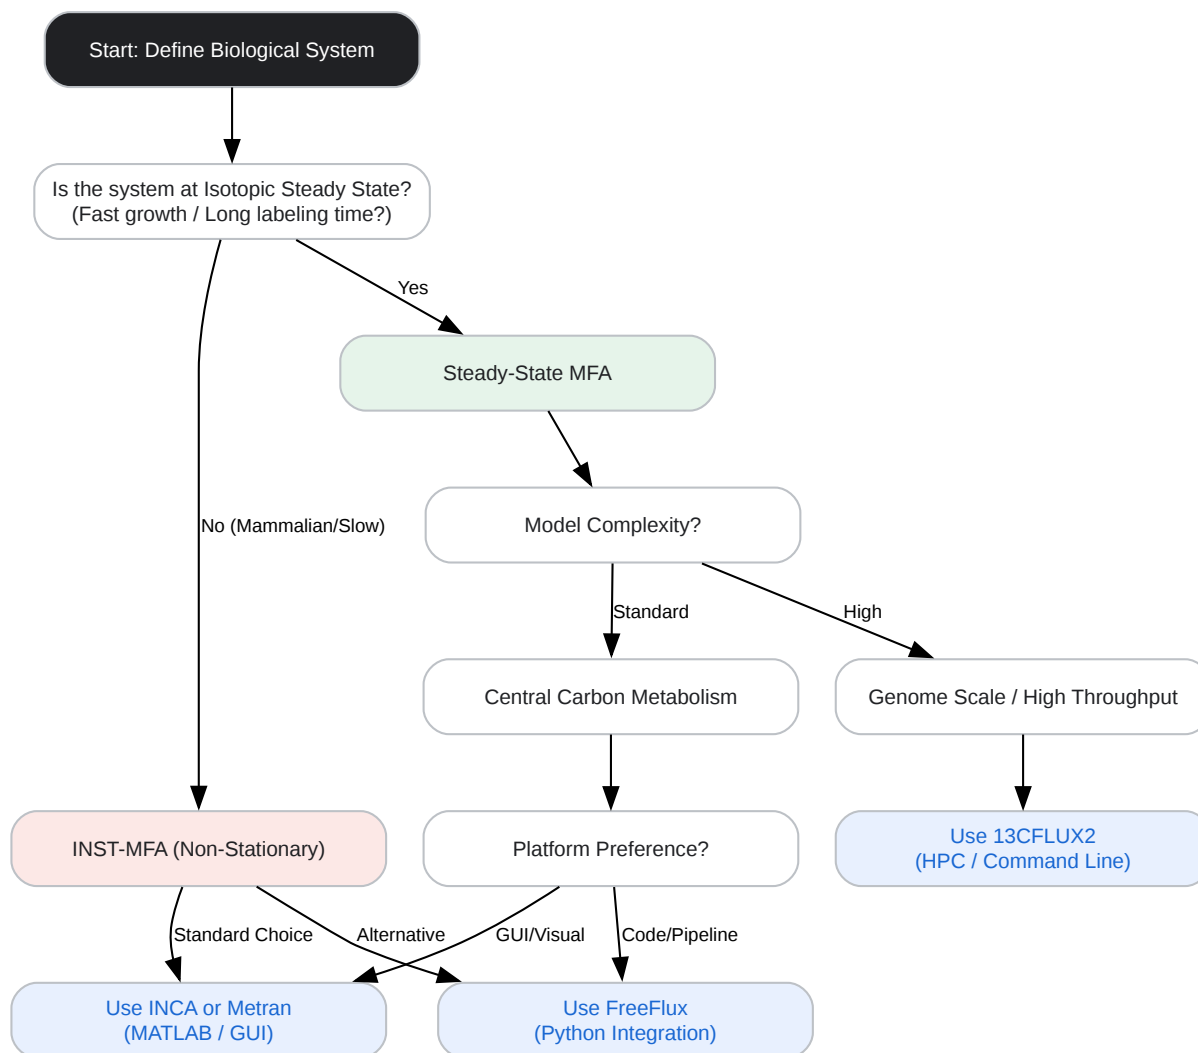 Start: Define Biological System
Is the system at Isotopic Steady State?
(Fast growth / Long labeling time?)
Yes
Steady-State MFA
No (Mammalian/Slow)
Model Complexity?
Standard
High
Central Carbon Metabolism
Genome Scale / High Throughput
INST-MFA (Non-Stationary)
Platform Preference?
Use 13CFLUX2
(HPC / Command Line)
Standard Choice
Alternative
GUI/Visual
Code/Pipeline
Use INCA or Metran
(MATLAB / GUI)
Use FreeFlux
(Python Integration)